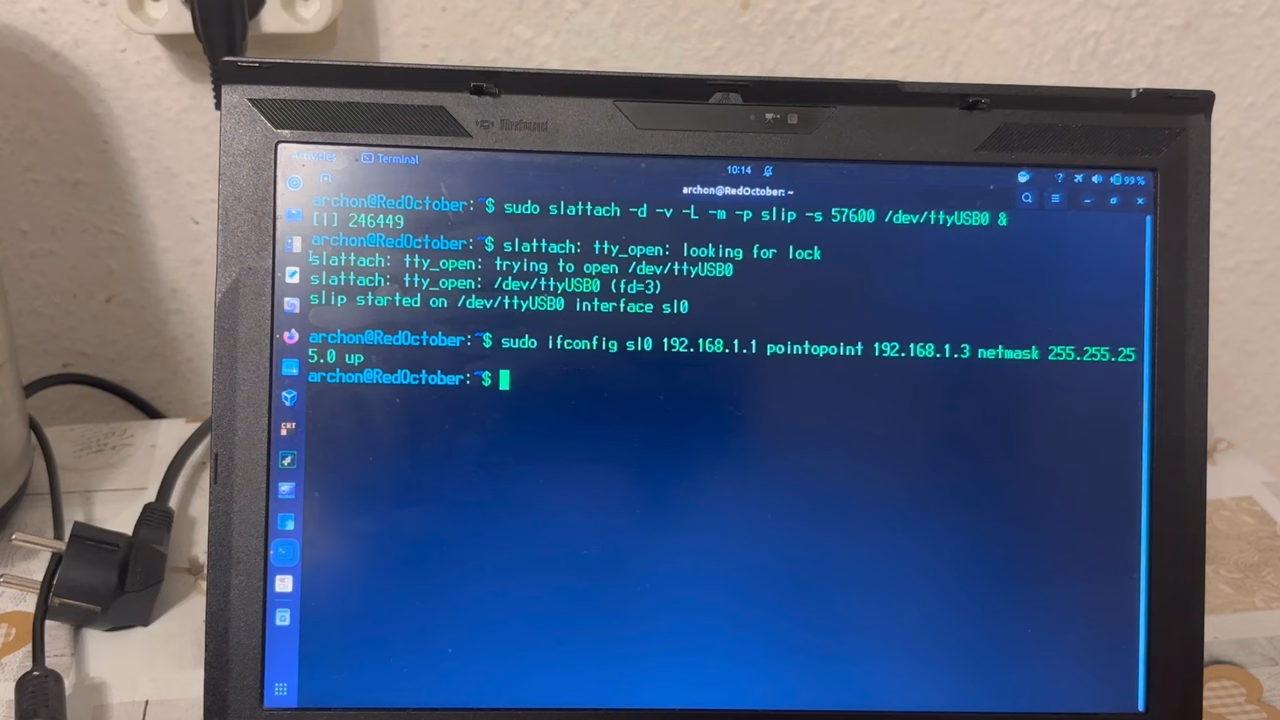 Activities Terminal
10:14
99 %
archon@RedOctober: ~
archon@RedOctober:~$ sudo slattach -d -v -L -m -p slip -s 57600 /dev/ttyUSB0 &
[1] 246449
archon@RedOctober:~$ slattach: tty_open: looking for lock
slattach: tty_open: trying to open /dev/ttyUSB0
slattach: tty_open: /dev/ttyUSB0 (fd=3)
slip started on /dev/ttyUSB0 interface sl0
archon@RedOctober:~$ sudo ifconfig sl0 192.168.1.1 pointopoint 192.168.1.3 netmask 255.255.25
5.0 up
archon@RedOctober:~$
CRT